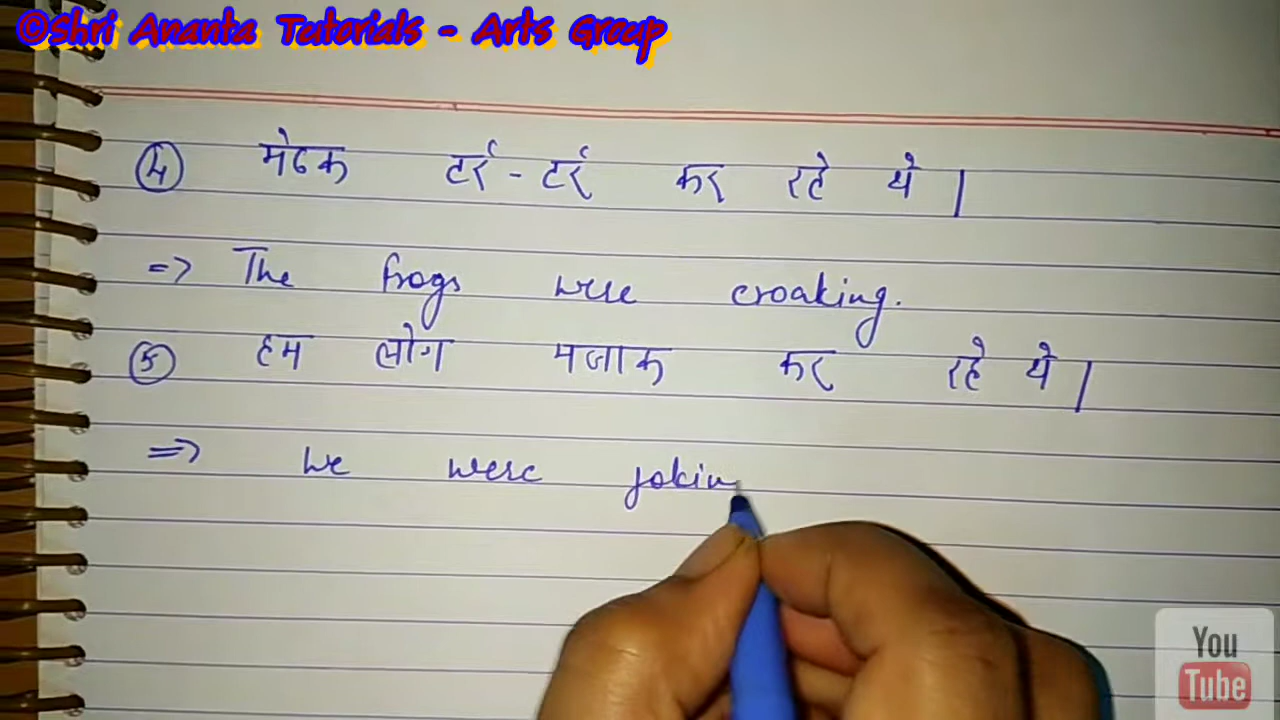 ©Shri Ananta Tutorials - Arts Group
④ मेढक टर्र-टर्र कर रहे थे |
=> The frogs were croaking.
⑤ हम लोग मजाक कर रहे थे |
=> We were jokin
You
Tube